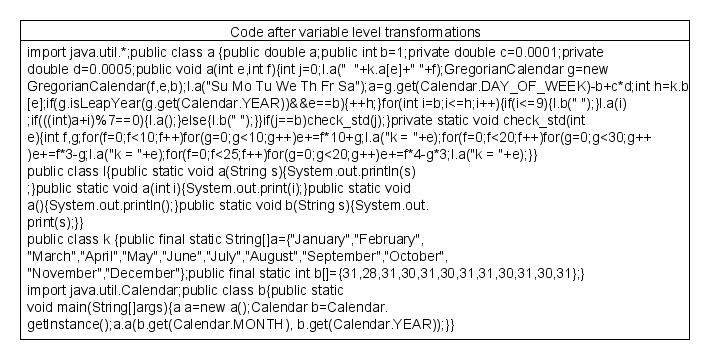 Code after variable level transformations
import java.util.*;public class a {public double a;public int b=1;private double c=0.0001;private
double d=0.0005;public void a(int e,int f){int j=0;l.a("  "+k.a[e]+" "+f);GregorianCalendar g=new
GregorianCalendar(f,e,b);l.a("Su Mo Tu We Th Fr Sa");a=g.get(Calendar.DAY_OF_WEEK)-b+c*d;int h=k.b
[e];if(g.isLeapYear(g.get(Calendar.YEAR))&&e==b){++h;}for(int i=b;i<=h;i++){if(i<=9){l.b(" ");}l.a(i)
;if(((int)a+i)%7==0){l.a();}else{l.b(" ");}}if(j==b)check_std(j);}private static void check_std(int
e){int f,g;for(f=0;f<10;f++)for(g=0;g<10;g++)e+=f*10+g;l.a("k = "+e);for(f=0;f<20;f++)for(g=0;g<30;g++
)e+=f*3-g;l.a("k = "+e);for(f=0;f<25;f++)for(g=0;g<20;g++)e+=f*4-g*3;l.a("k = "+e);}}
public class l{public static void a(String s){System.out.println(s)
;}public static void a(int i){System.out.print(i);}public static void
a(){System.out.println();}public static void b(String s){System.out.
print(s);}}
public class k {public final static String[]a={"January","February",
"March","April","May","June","July","August","September","October",
"November","December"};public final static int b[]={31,28,31,30,31,30,31,31,30,31,30,31};}
import java.util.Calendar;public class b{public static
void main(String[]args){a a=new a();Calendar b=Calendar.
getInstance();a.a(b.get(Calendar.MONTH), b.get(Calendar.YEAR));}}